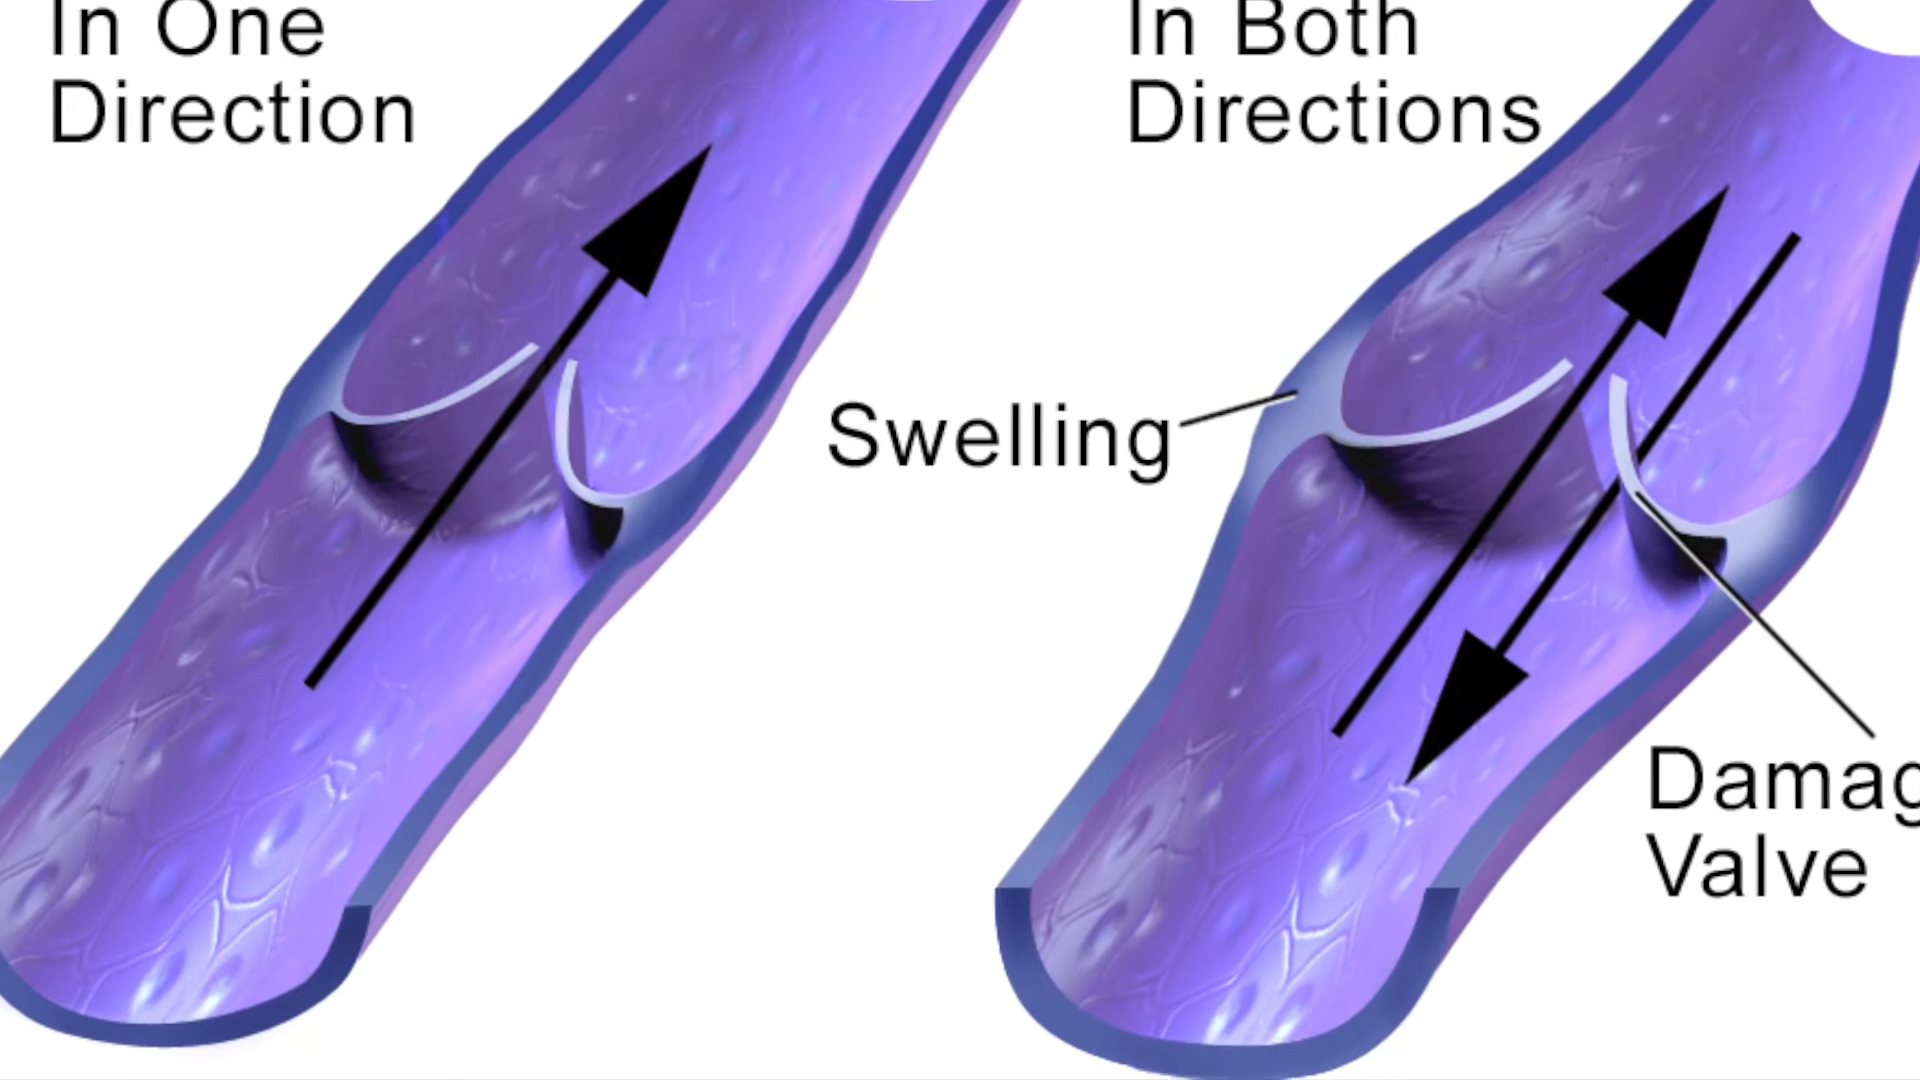 In One
Direction
In Both
Directions
Swelling
Damag
Valve